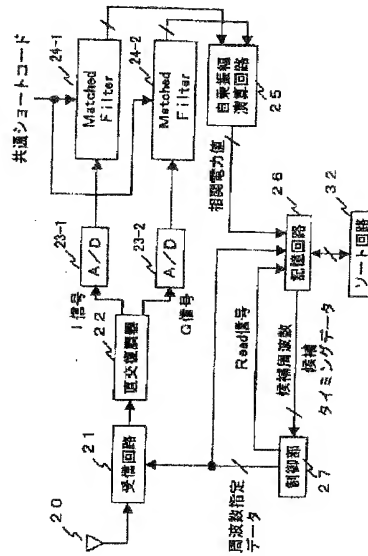 共通ショートコード
20
21
受信回路
22
直交復調器
I信号
G信号
23-1
A/D
23-2
A/D
24-1
Matched
Filter
24-2
Matched
Filter
自乗振幅
演算回路
25
相関電力値
26
記憶回路
32
ソート回路
Read信号
候補周波数
候補
タイミングデータ
制御部
27
周波数指定
データ